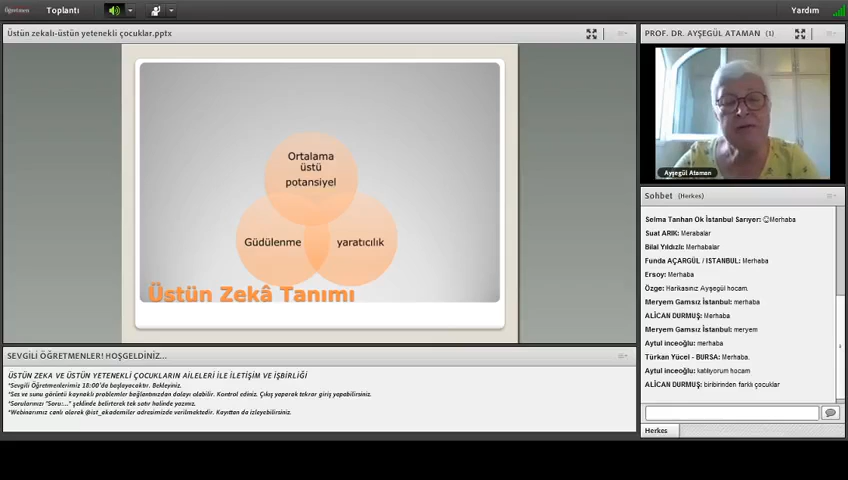 Öğretmen Toplantı Yardım
Üstün zekalı-üstün yetenekli çocuklar.pptx
Ortalama
üstü
potansiyel
Güdülenme
yaratıcılık
Üstün Zekâ Tanımı
SEVGİLİ ÖĞRETMENLER! HOŞGELDİNİZ...
ÜSTÜN ZEKA VE ÜSTÜN YETENEKLİ ÇOCUKLARIN AİLELERİ İLE İLETİŞİM VE İŞBİRLİĞİ
*Sevgili Öğretmenlerimiz 18:00'da başlayacaktır. Bekleyiniz.
*Ses ve sunu görüntü kaynaklı problemler bağlantınızdan dolayı olabilir. Kontrol ediniz. Çıkış yaparak tekrar giriş yapabilirsiniz.
*Sorularınızı "Soru:..." şeklinde belirterek tek satır halinde yazınız.
*Webinarımız canlı olarak @ist_akademiler adresimizde verilmektedir. Kayıttan da izleyebilirsiniz.
PROF. DR. AYŞEGÜL ATAMAN (1)
Ayşegül Ataman
Sohbet (Herkes)
Selma Tanhan Ok İstanbul Sarıyer: ☺Merhaba
Suat ARIK: Merabalar
Bilal Yıldızlı: Merhabalar
Funda AÇARGÜL / ISTANBUL: Merhaba
Ersoy: Merhaba
Özge: Harikasınız Ayşegül hocam.
Meryem Gamsız İstanbul: merhaba
ALİCAN DURMUŞ: Merhaba
Meryem Gamsız İstanbul: meryem
Aytul inceoğlu: merhaba
Türkan Yücel - BURSA: Merhaba.
Aytul inceoğlu: katılıyorum hocam
ALİCAN DURMUŞ: biribirinden farklı çocuklar
Herkes